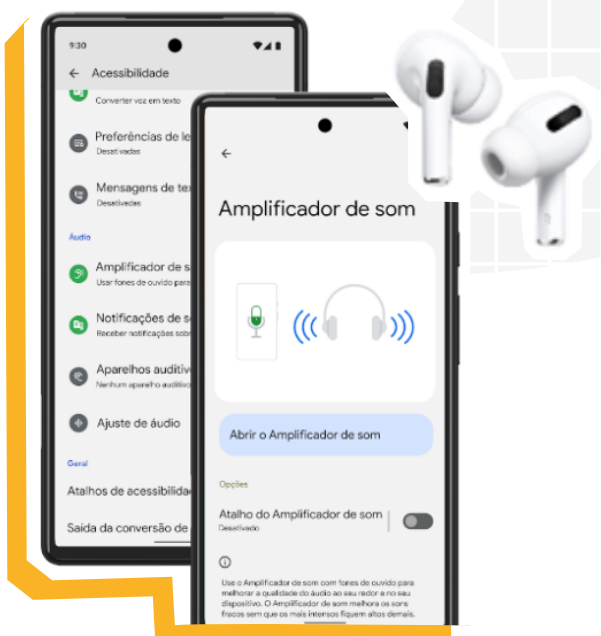 9:30
Acessibilidade
Converter voz em texto
Preferências de le
Desativadas
Mensagens de te
Desativadas
Áudio
Amplificador de s
Usar fones de ouvido para
Notificações de s
Receber notificações sobr
Aparelhos auditiv
Nenhum aparelho auditivo
Ajuste de áudio
Geral
Atalhos de acessibilida
Saída da conversão de
Amplificador de som
Abrir o Amplificador de som
Opções
Atalho do Amplificador de som
Desativado
Use o Amplificador de som com fones de ouvido para
melhorar a qualidade do áudio ao seu redor e no seu
dispositivo. O Amplificador de som melhora os sons
fracos sem que os mais intensos fiquem altos demais.